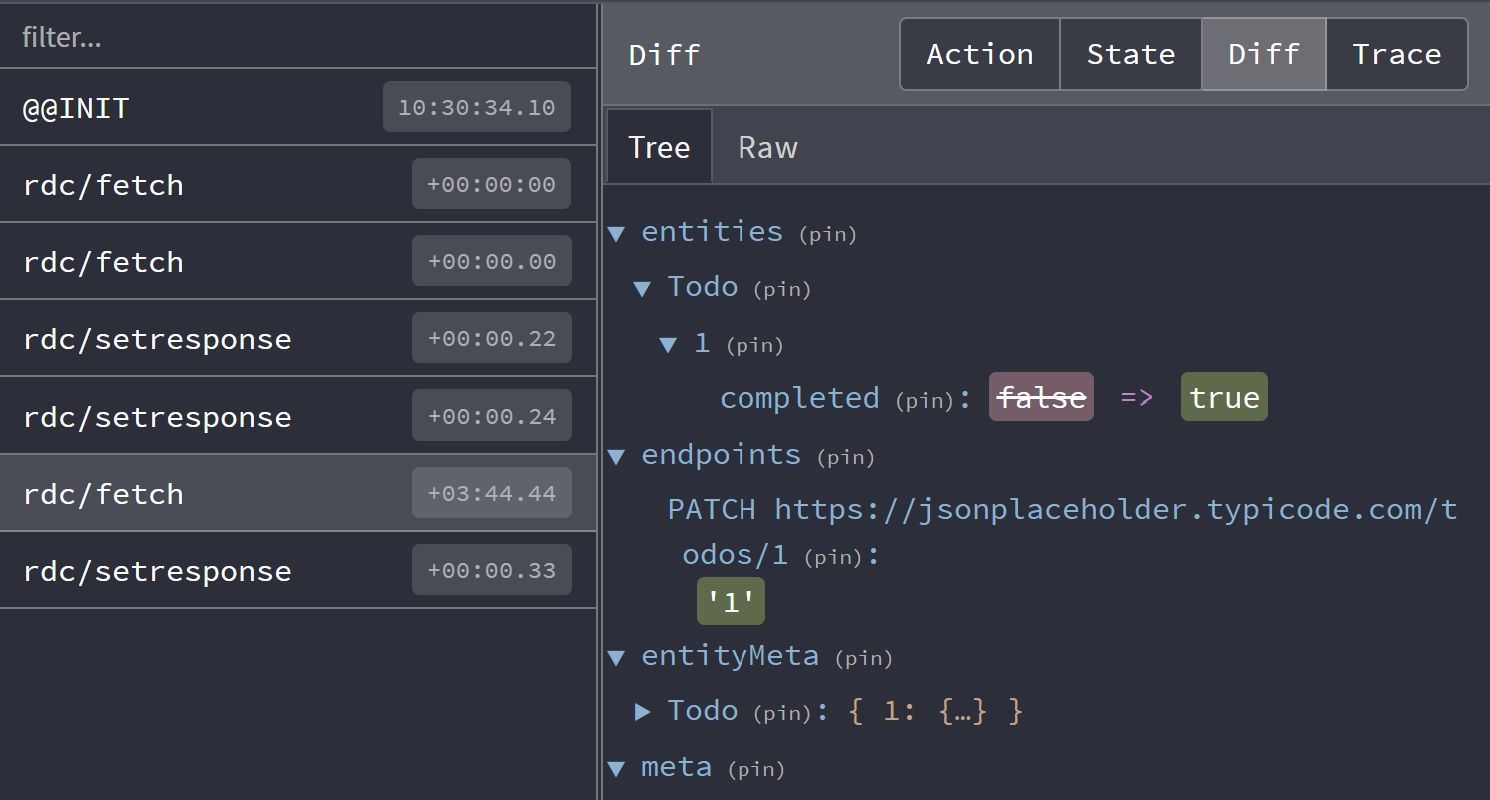 filter...
@@INIT 10:30:34.10
rdc/fetch +00:00:00
rdc/fetch +00:00.00
rdc/setresponse +00:00.22
rdc/setresponse +00:00.24
rdc/fetch +03:44.44
rdc/setresponse +00:00.33
Diff Action State Diff Trace
Tree Raw
▼ entities (pin)
▼ Todo (pin)
▼ 1 (pin)
completed (pin): false => true
▼ endpoints (pin)
PATCH https://jsonplaceholder.typicode.com/t
odos/1 (pin):
'1'
▼ entityMeta (pin)
▶ Todo (pin): { 1: {…} }
▼ meta (pin)